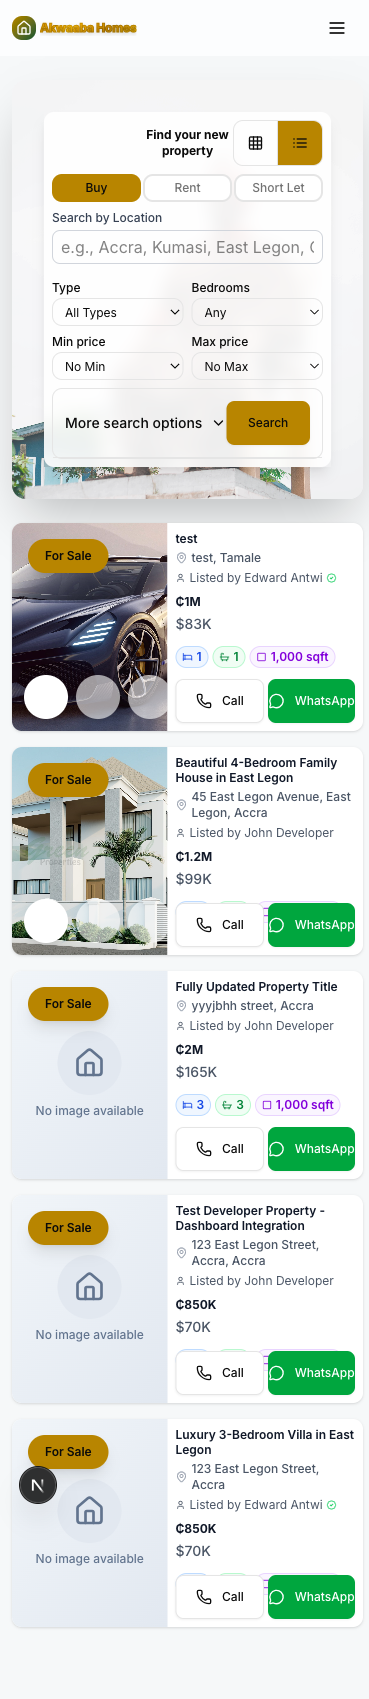 Akwaaba Homes
Find your new
property
Buy
Rent
Short Let
Search by Location
e.g., Accra, Kumasi, East Legon, C
Type
Bedrooms
All Types
Any
Min price
Max price
No Min
No Max
More search options
Search
For Sale
test
test, Tamale
Listed by Edward Antwi
₵1M
$83K
1
1
1,000 sqft
Call
WhatsApp
For Sale
Beautiful 4-Bedroom Family
House in East Legon
45 East Legon Avenue, East
Legon, Accra
Listed by John Developer
₵1.2M
$99K
Properties
Call
WhatsApp
For Sale
No image available
Fully Updated Property Title
yyyjbhh street, Accra
Listed by John Developer
₵2M
$165K
3
3
1,000 sqft
Call
WhatsApp
For Sale
No image available
Test Developer Property -
Dashboard Integration
123 East Legon Street,
Accra, Accra
Listed by John Developer
₵850K
$70K
Call
WhatsApp
For Sale
N
No image available
Luxury 3-Bedroom Villa in East
Legon
123 East Legon Street,
Accra
Listed by Edward Antwi
₵850K
$70K
Call
WhatsApp